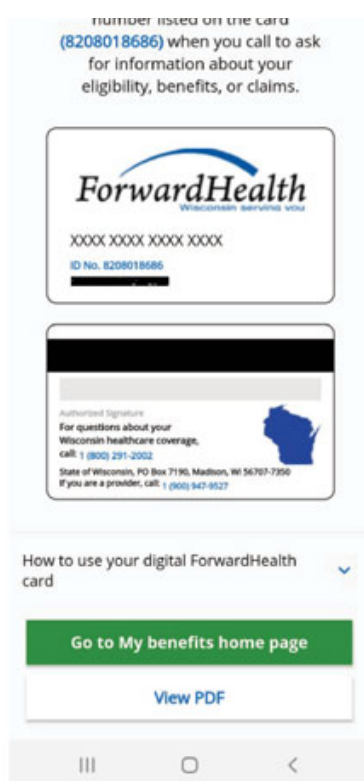 number listed on the card
(8208018686) when you call to ask
for information about your
eligibility, benefits, or claims.
ForwardHealth
Wisconsin serving you
XXXX XXXX XXXX XXXX
ID No. 8208018686
Authorized Signature
For questions about your
Wisconsin healthcare coverage,
call: 1 (800) 291-2002
State of Wisconsin, PO Box 7190, Madison, WI 56707-7350
If you are a provider, call: 1 (900) 947-9527
How to use your digital ForwardHealth
card
Go to My benefits home page
View PDF